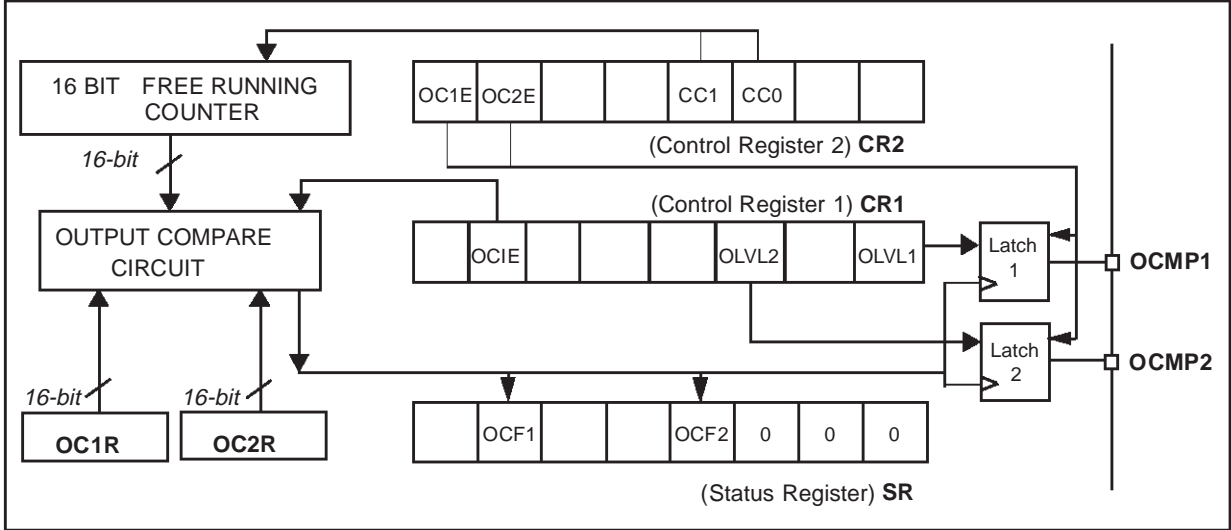 16 BIT FREE RUNNING
COUNTER
OC1E OC2E CC1 CC0
(Control Register 2) CR2
16-bit
(Control Register 1) CR1
OUTPUT COMPARE
CIRCUIT
OCIE OLVL2 OLVL1
Latch
1
OCMP1
Latch
2
OCMP2
16-bit 16-bit
OC1R OC2R
OCF1 OCF2 0 0 0
(Status Register) SR